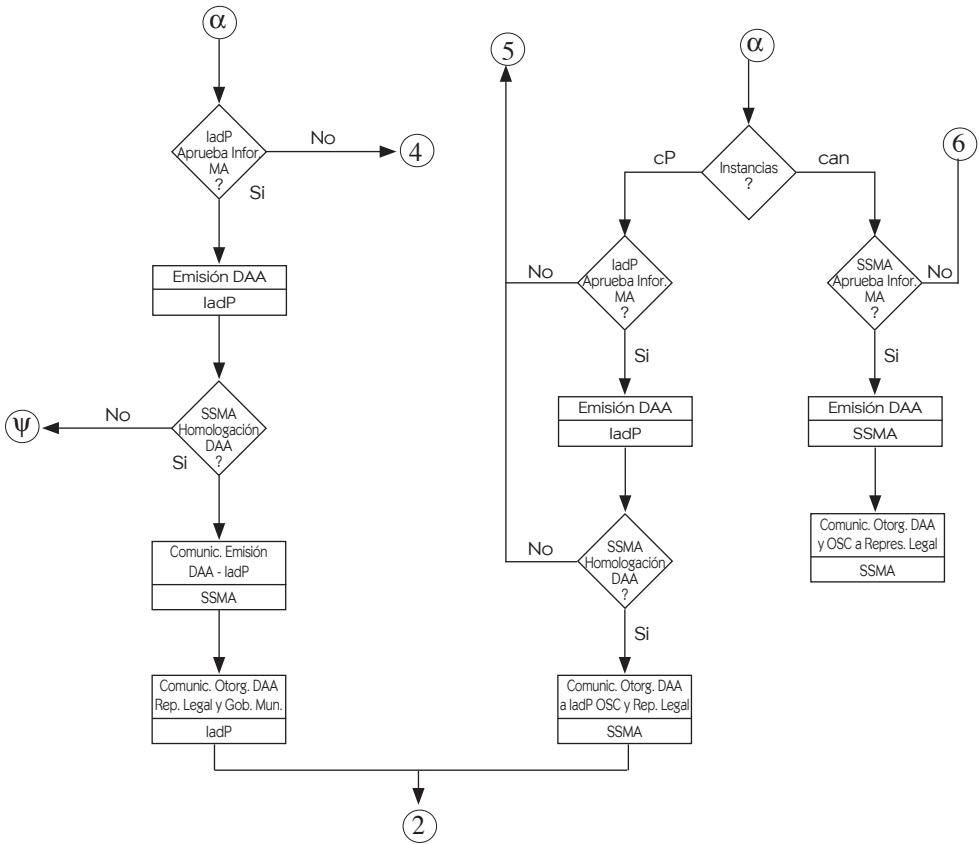 α
IadP
Aprueba Infor.
MA
?
No
4
Si
Emisión DAA
IadP
SSMA
Homologación
DAA
?
No
Ψ
Si
Comunic. Emisión
DAA - IadP
SSMA
Comunic. Otorg. DAA
Rep. Legal y Gob. Mun.
IadP
2
5
α
Instancias
?
cP
can
6
IadP
Aprueba Infor.
MA
?
No
Si
Emisión DAA
IadP
SSMA
Homologación
DAA
?
No
Si
Comunic. Otorg. DAA
a IadP OSC y Rep. Legal
SSMA
SSMA
Aprueba Infor.
MA
?
No
Si
Emisión DAA
SSMA
Comunic. Otorg. DAA
y OSC a Repres. Legal
SSMA